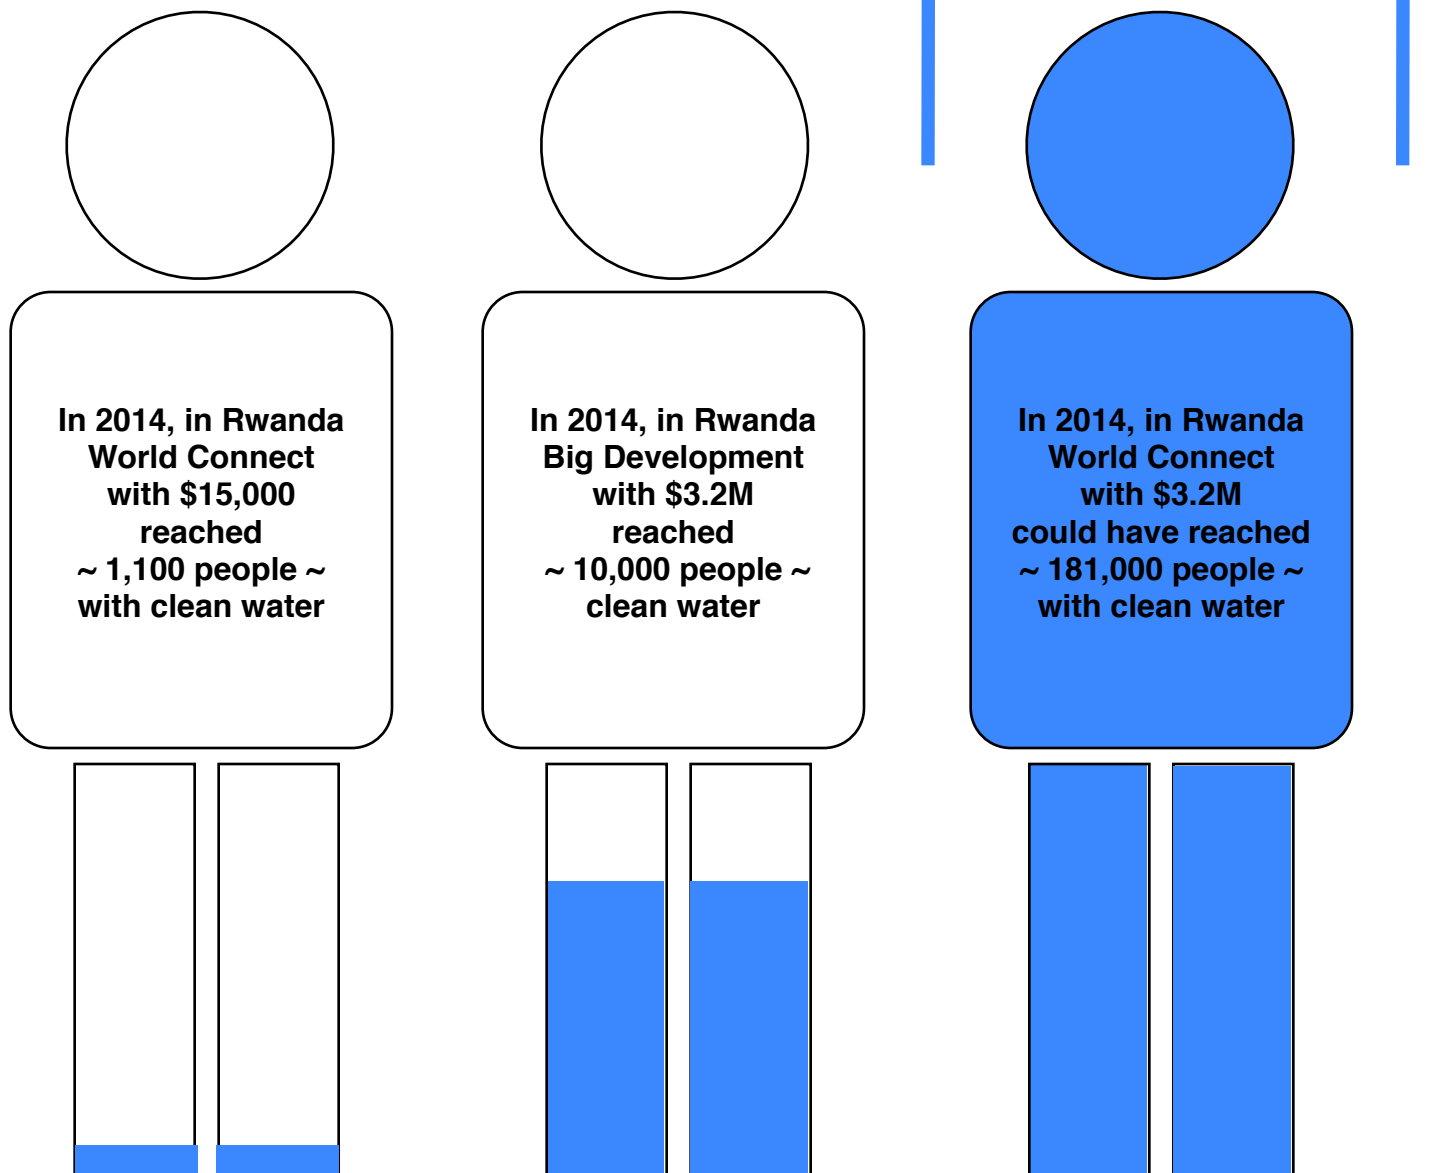 In 2014, in Rwanda
World Connect
with $15,000
reached
~ 1,100 people ~
with clean water
In 2014, in Rwanda
Big Development
with $3.2M
reached
~ 10,000 people ~
clean water
In 2014, in Rwanda
World Connect
with $3.2M
could have reached
~ 181,000 people ~
with clean water